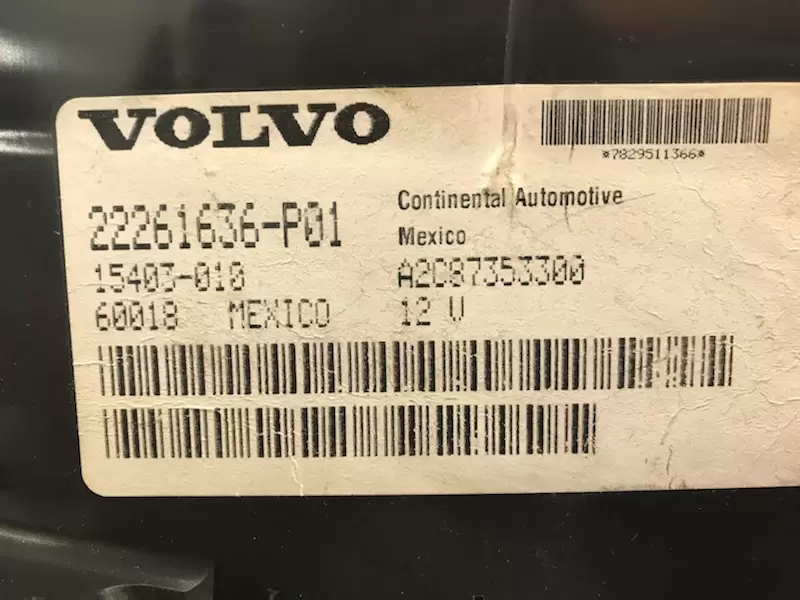 VOLVO
*7829511366*
22261636-P01
Continental Automotive
Mexico
15403-010
A2C87353300
60018 MEXICO
12 V